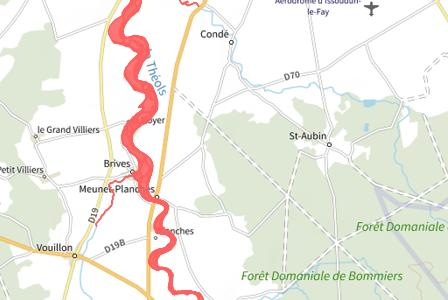 Aérodrome d'Issoudun-
le-Fay
Condé
Théols
D70
le Grand Villiers
St-Aubin
Brives
Petit Villiers
Meunet-Planches
D19
D19B
Vouillon
Forêt Domaniale de
Forêt Domaniale de Bommiers